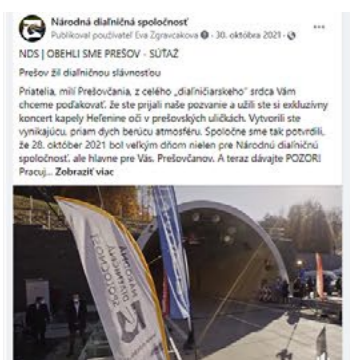 Národná diaľničná spoločnosť
Publikoval používateľ Eva Zgravcakova · 30. októbra 2021 ·
NDS | OBEHLI SME PREŠOV - SÚŤAŽ
Prešov žil diaľničnou slávnosťou
Priatelia, milí Prešovčania, z celého „diaľničiarskeho“ srdca Vám
chceme poďakovať, že ste prijali naše pozvanie a užili ste si exkluzívny
koncert kapely Heľenine oči v prešovských uličkách. Vytvorili ste
vynikajúcu, priam dych berúcu atmosféru. Spoločne sme tak potvrdili,
že 28. október 2021 bol veľkým dňom nielen pre Národnú diaľničnú
spoločnosť, ale hlavne pre Vás, Prešovčanov. A teraz dávajte POZOR!
Pracuj... Zobraziť viac
NÁRODNÁ
DIAĽNIČNÁ
SPOLOČNOSŤ